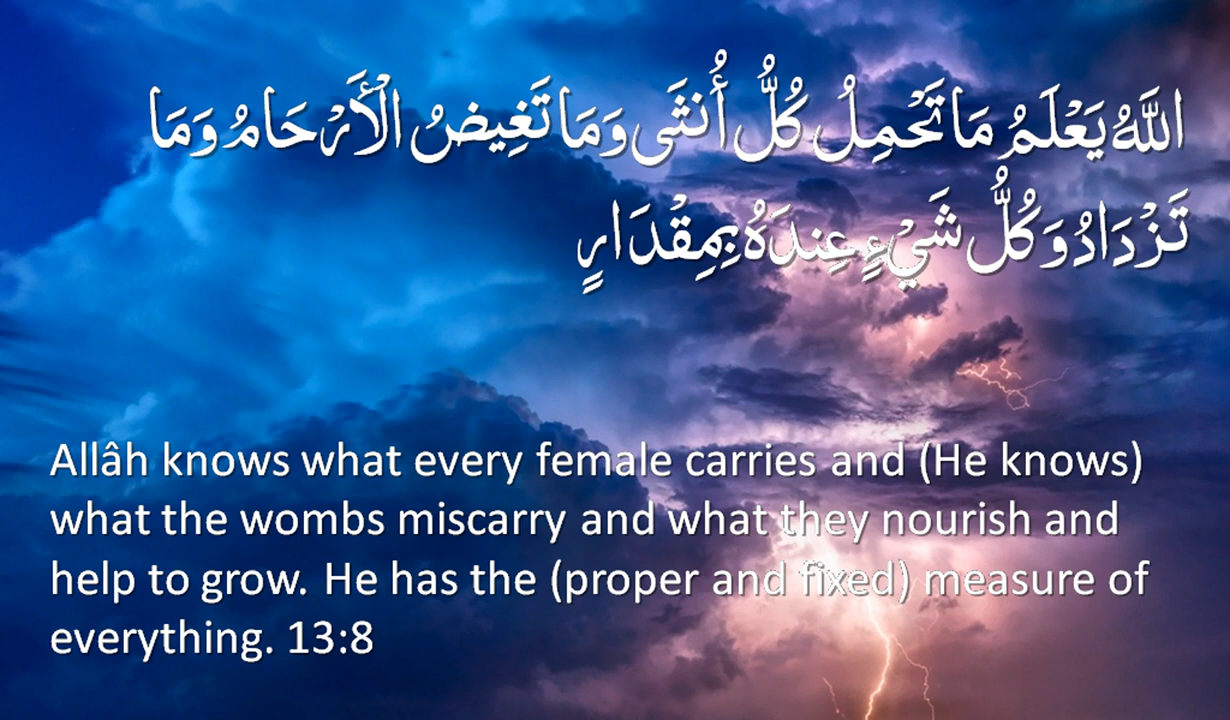 اللَّهُ يَعْلَمُ مَا تَحْمِلُ كُلُّ أُنثَى وَمَا تَغِيضُ الْأَرْحَامُ وَمَا
تَزْدَادُ وَكُلُّ شَيْءٍ عِندَهُ بِمِقْدَارٍ
Allâh knows what every female carries and (He knows)
what the wombs miscarry and what they nourish and
help to grow. He has the (proper and fixed) measure of
everything. 13:8